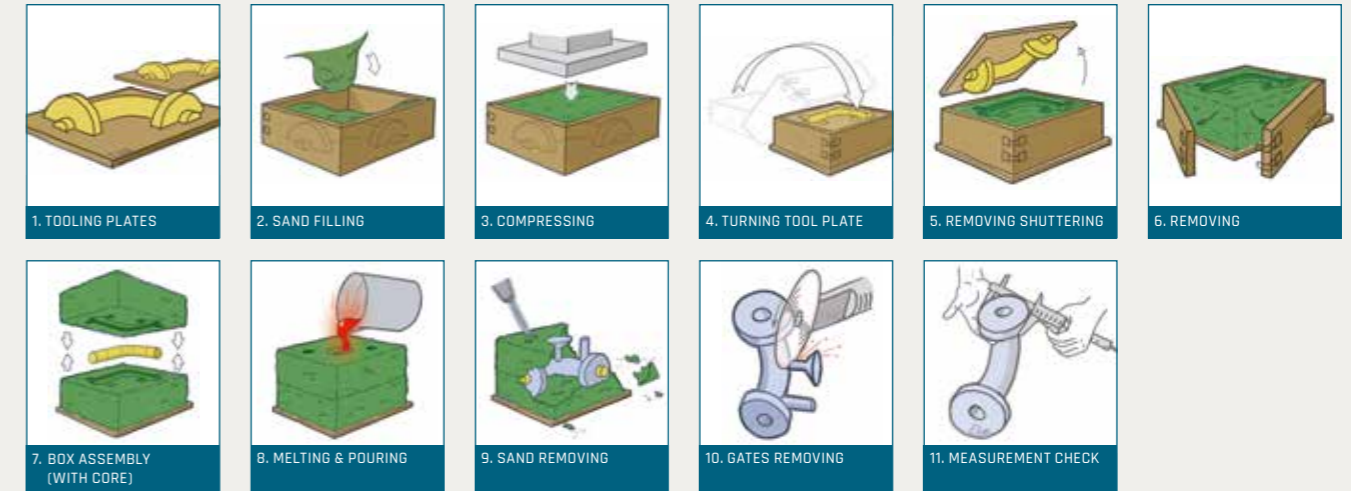 1. TOOLING PLATES
2. SAND FILLING
3. COMPRESSING
4. TURNING TOOL PLATE
5. REMOVING SHUTTERING
6. REMOVING
7. BOX ASSEMBLY
(WITH CORE)
8. MELTING & POURING
9. SAND REMOVING
10. GATES REMOVING
11. MEASUREMENT CHECK